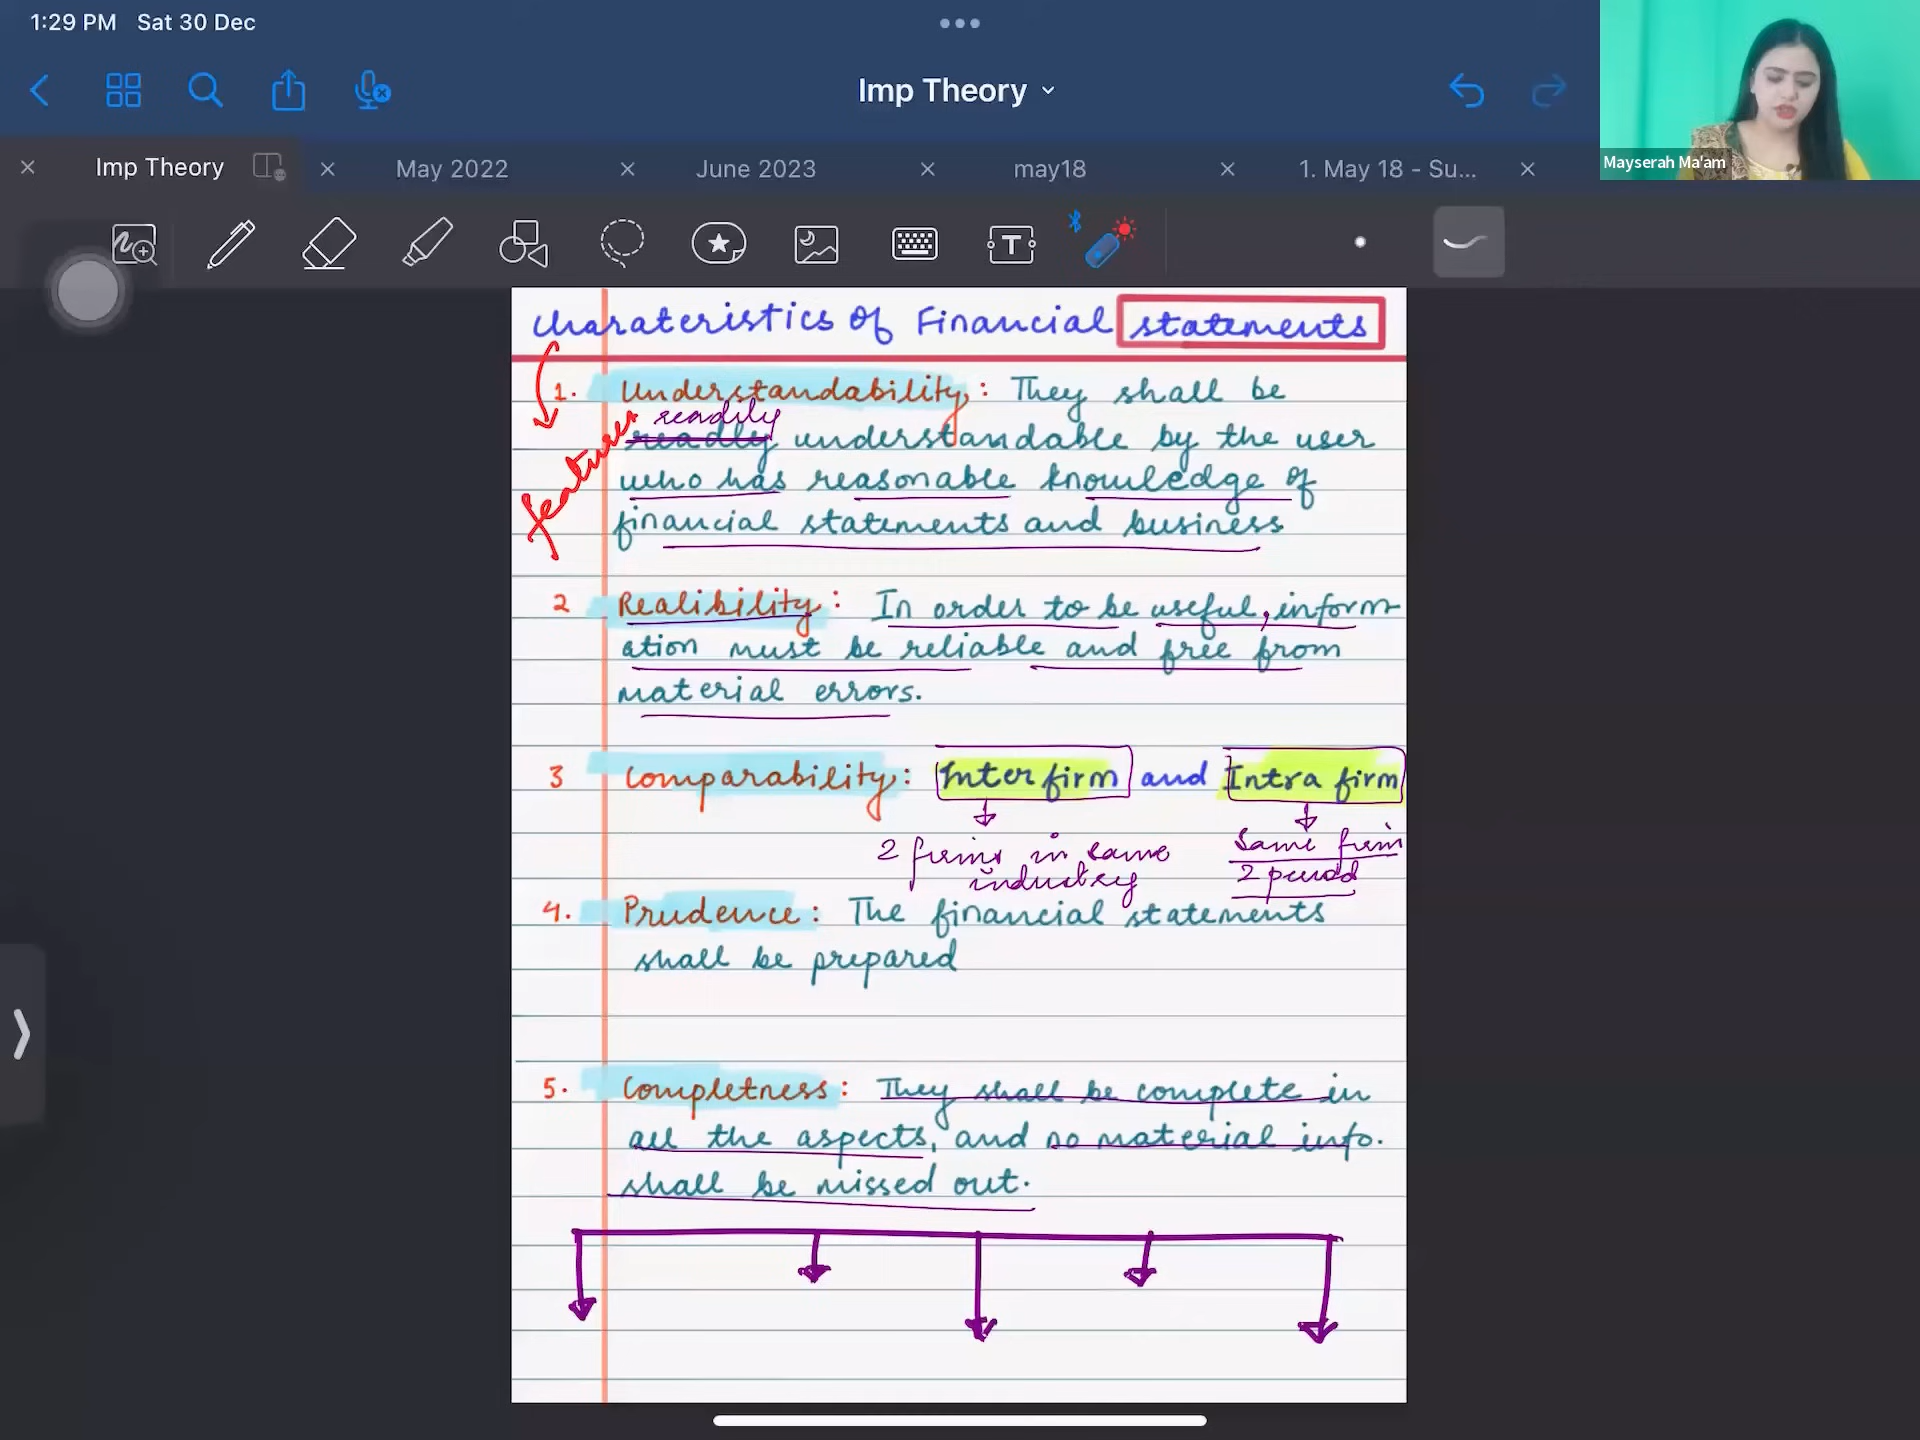 1:29 PM Sat 30 Dec
Imp Theory
Mayserah Ma'am
Imp Theory
May 2022
June 2023
may18
1. May 18 - Su...
T
Charateristics of Financial statements
1. Understandability: They shall be
readily
readly understandable by the user
features
who has reasonable knowledge of
financial statements and business
2 Realibility: In order to be useful, inform
ation must be reliable and free from
material errors.
3 Comparability: Inter firm and Intra firm
2 firms in same
industry
Same firm
2 period
4. Prudence: The financial statements
shall be prepared
5. Completness: They shall be complete in
all the aspects, and no material info.
shall be missed out.